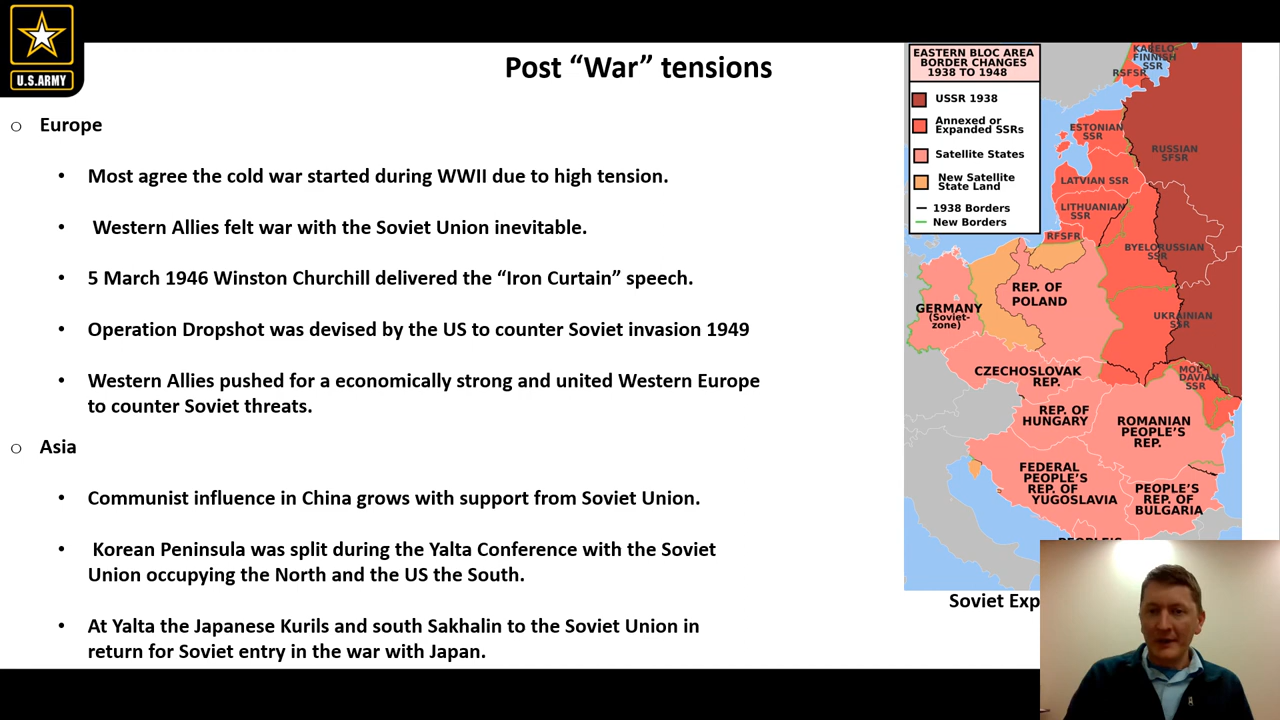 U.S.ARMY
Post “War” tensions
Europe
Most agree the cold war started during WWII due to high tension.
Western Allies felt war with the Soviet Union inevitable.
5 March 1946 Winston Churchill delivered the “Iron Curtain” speech.
Operation Dropshot was devised by the US to counter Soviet invasion 1949
Western Allies pushed for a economically strong and united Western Europe
to counter Soviet threats.
Asia
Communist influence in China grows with support from Soviet Union.
Korean Peninsula was split during the Yalta Conference with the Soviet
Union occupying the North and the US the South.
At Yalta the Japanese Kurils and south Sakhalin to the Soviet Union in
return for Soviet entry in the war with Japan.
EASTERN BLOC AREA
BORDER CHANGES
1938 TO 1948
USSR 1938
Annexed or
Expanded SSRs
Satellite States
New Satellite
State Land
1938 Borders
New Borders
KARELO-
FINNISH
SSR
RSFSR
ESTONIAN
SSR
RUSSIAN
SFSR
LATVIAN SSR
LITHUANIAN
SSR
RFSFR
BYELORUSSIAN
SSR
REP. OF
POLAND
GERMANY
(Soviet-
zone)
UKRAINIAN
SSR
CZECHOSLOVAK
REP.
MOL-
DAVIAN
SSR
REP. OF
HUNGARY
ROMANIAN
PEOPLE'S
REP.
FEDERAL
PEOPLE'S
REP. OF
YUGOSLAVIA
PEOPLE'S
REP. OF
BULGARIA
Soviet Exp